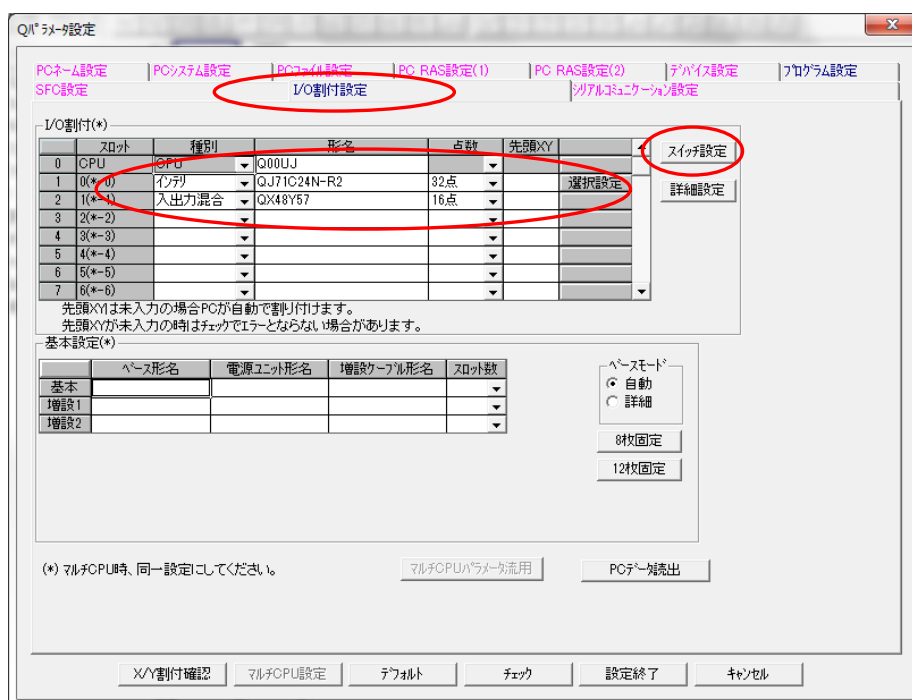 Qﾊﾟﾗﾒｰﾀ設定
PCﾈｰﾑ設定 PCｼｽﾃﾑ設定 PCﾌｧｲﾙ設定 PC RAS設定(1) PC RAS設定(2) ﾃﾞﾊﾞｲｽ設定 ﾌﾟﾛｸﾞﾗﾑ設定
SFC設定 I/O割付設定 ｼﾘｱﾙｺﾐｭﾆｹｰｼｮﾝ設定
I/O割付(*)
ｽﾛｯﾄ 種別 形名 点数 先頭XY
0 CPU CPU Q00UJ
1 0(*-0) ｲﾝﾃﾘ QJ71C24N-R2 32点 選択設定
2 1(*-1) 入出力混合 QX48Y57 16点
3 2(*-2)
4 3(*-3)
5 4(*-4)
6 5(*-5)
7 6(*-6)
ｽｲｯﾁ設定
詳細設定
先頭XYは未入力の場合PCが自動で割り付けます。
先頭XYが未入力の時はﾁｪｯｸでｴﾗｰとならない場合があります。
基本設定(*)
ﾍﾞｰｽ形名 電源ﾕﾆｯﾄ形名 増設ｹｰﾌﾞﾙ形名 ｽﾛｯﾄ数
基本
増設1
増設2
ﾍﾞｰｽﾓｰﾄﾞ
自動
詳細
8枚固定
12枚固定
(*) ﾏﾙﾁCPU時、同一設定にしてください。
ﾏﾙﾁCPUﾊﾟﾗﾒｰﾀ流用
PCﾃﾞｰﾀ読出
X/Y割付確認 ﾏﾙﾁCPU設定 ﾃﾞﾌｫﾙﾄ ﾁｪｯｸ 設定終了 ｷｬﾝｾﾙ